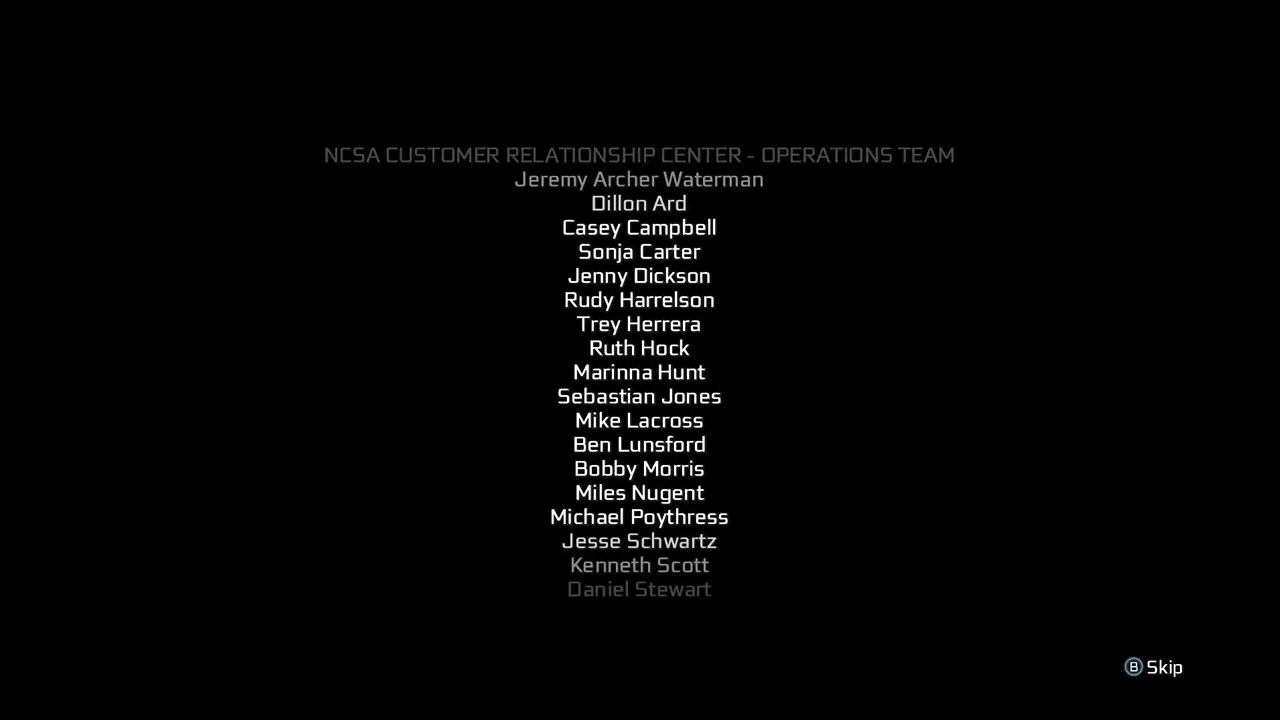 NCSA CUSTOMER RELATIONSHIP CENTER - OPERATIONS TEAM
Jeremy Archer Waterman
Dillon Ard
Casey Campbell
Sonja Carter
Jenny Dickson
Rudy Harrelson
Trey Herrera
Ruth Hock
Marinna Hunt
Sebastian Jones
Mike Lacross
Ben Lunsford
Bobby Morris
Miles Nugent
Michael Poythress
Jesse Schwartz
Kenneth Scott
Daniel Stewart
B Skip